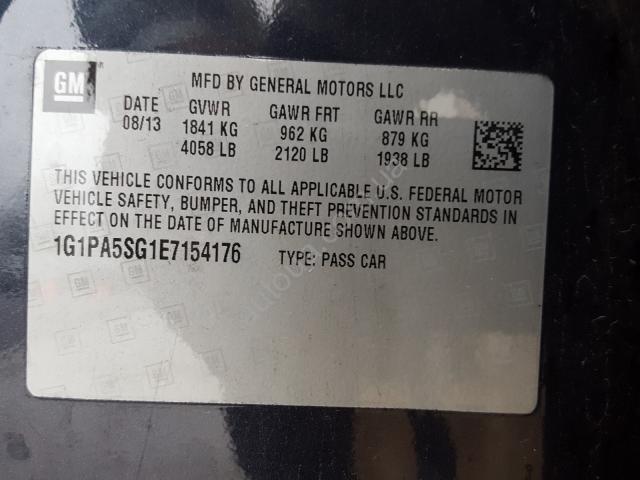 GM
MFD BY GENERAL MOTORS LLC
DATE GVWR GAWR FRT GAWR RR
08/13 1841 KG 962 KG 879 KG
4058 LB 2120 LB 1938 LB
THIS VEHICLE CONFORMS TO ALL APPLICABLE U.S. FEDERAL MOTOR
VEHICLE SAFETY, BUMPER, AND THEFT PREVENTION STANDARDS IN
EFFECT ON THE DATE OF MANUFACTURE SHOWN ABOVE.
1G1PA5SG1E7154176 TYPE: PASS CAR